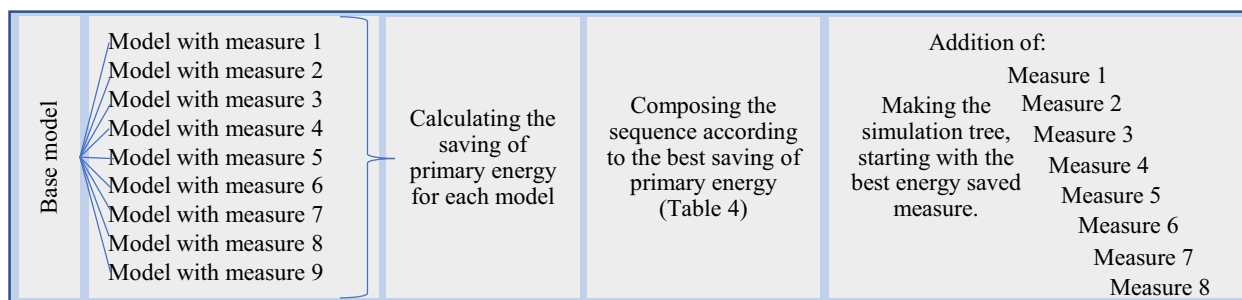 Base model
Model with measure 1
Model with measure 2
Model with measure 3
Model with measure 4
Model with measure 5
Model with measure 6
Model with measure 7
Model with measure 8
Model with measure 9
Calculating the
saving of
primary energy
for each model
Composing the
sequence according
to the best saving of
primary energy
(Table 4)
Making the
simulation tree,
starting with the
best energy saved
measure.
Addition of:
Measure 1
Measure 2
Measure 3
Measure 4
Measure 5
Measure 6
Measure 7
Measure 8